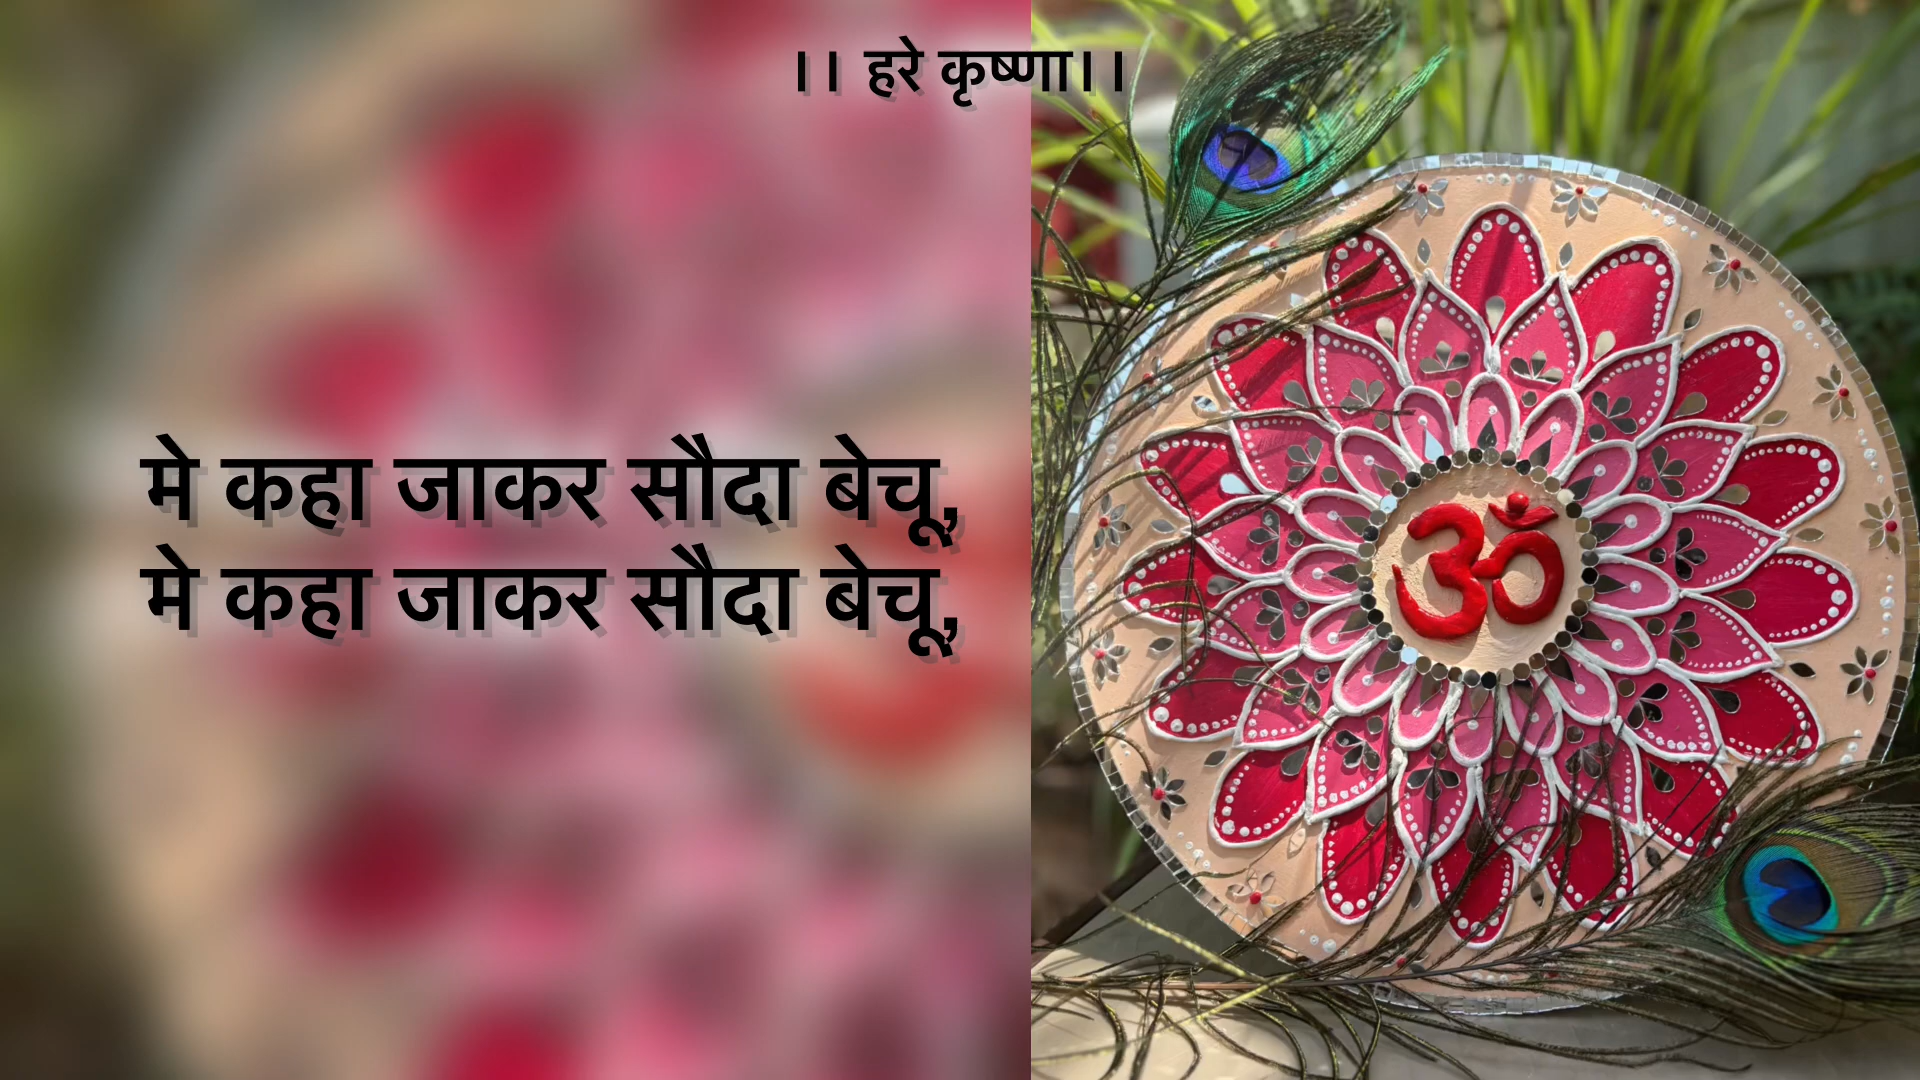 ।। हरे कृष्णा।।
मे कहा जाकर सौदा बेचू,
मे कहा जाकर सौदा बेचू,
ॐ